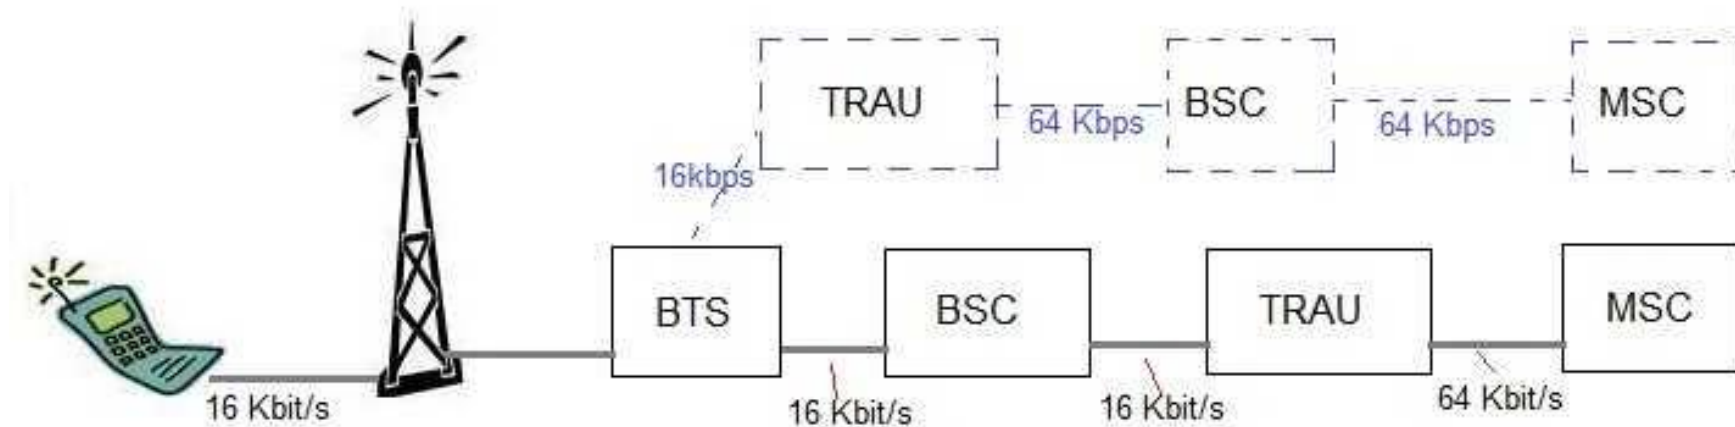 TRAU
BSC
MSC
64 Kbps
64 Kbps
16kbps
BTS
BSC
TRAU
MSC
16 Kbit/s
16 Kbit/s
16 Kbit/s
64 Kbit/s